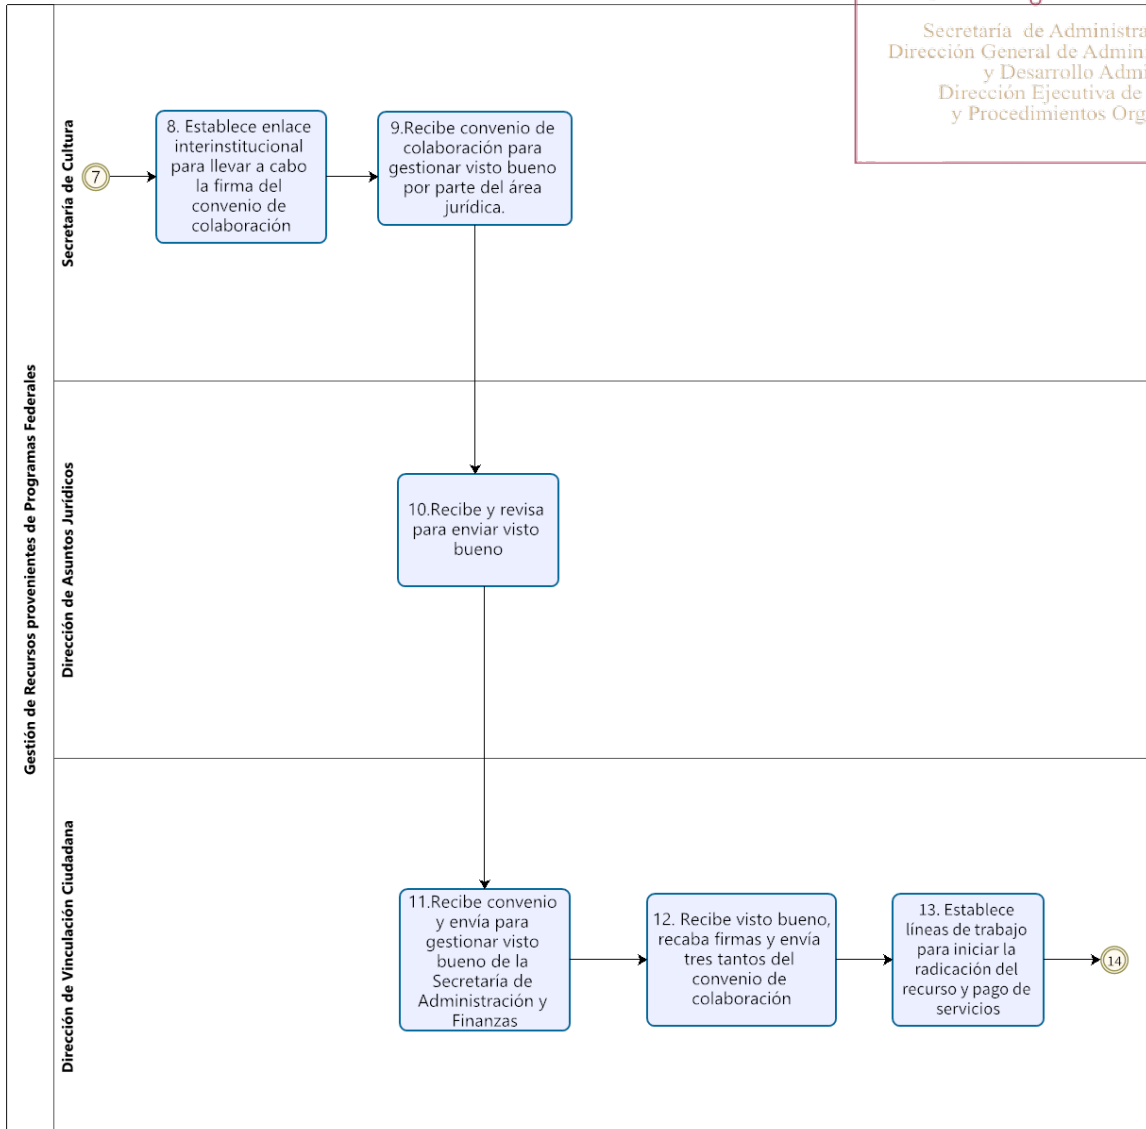 Secretaría de
Dirección General de
y Desarrollo
Dirección Ejecutiva de
y Procedimientos
Gestión de Recursos provenientes de Programas Federales
Secretaría de Cultura
7
8. Establece enlace
interinstitucional
para llevar a cabo
la firma del
convenio de
colaboración
9.Recibe convenio de
colaboración para
gestionar visto bueno
por parte del área
jurídica.
Dirección de Asuntos Jurídicos
10.Recibe y revisa
para enviar visto
bueno
Dirección de Vinculación Ciudadana
11.Recibe convenio
y envía para
gestionar visto
bueno de la
Secretaría de
Administración y
Finanzas
12. Recibe visto bueno,
recaba firmas y envía
tres tantos del
convenio de
colaboración
13. Establece
líneas de trabajo
para iniciar la
radicación del
recurso y pago de
servicios
14